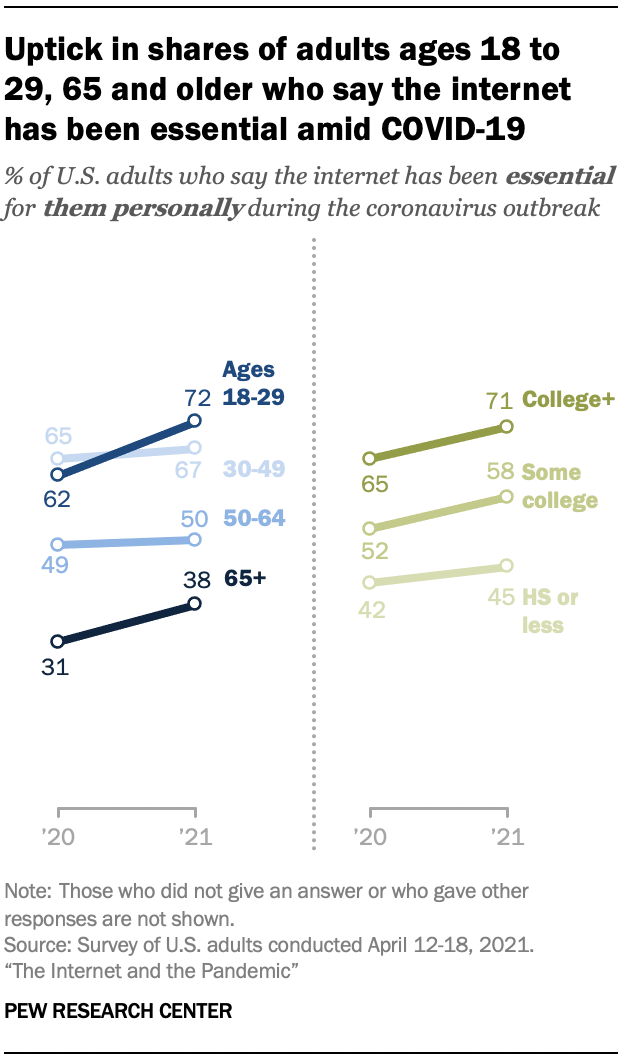 Uptick in shares of adults ages 18 to
29, 65 and older who say the internet
has been essential amid COVID-19
% of U.S. adults who say the internet has been essential
for them personally during the coronavirus outbreak
Ages
72 18-29
65
67 30-49
62
50 50-64
49
38 65+
31
’20 ’21
71 College+
65
58 Some
college
52
45 HS or
less
42
’20 ’21
Note: Those who did not give an answer or who gave other
responses are not shown.
Source: Survey of U.S. adults conducted April 12-18, 2021.
“The Internet and the Pandemic”
PEW RESEARCH CENTER